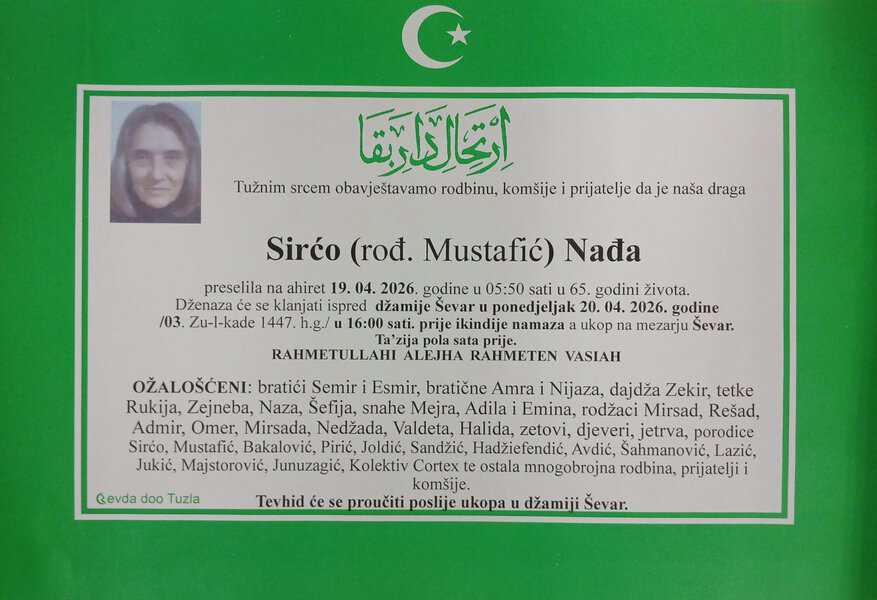 اِرْتِحَالِ دَارِ بَقَا
Tužnim srcem obavještavamo rodbinu, komšije i prijatelje da je naša draga
Sirćo (rođ. Mustafić) Nađa
preselila na ahiret 19. 04. 2026. godine u 05:50 sati u 65. godini života.
Dženaza će se klanjati ispred džamije Ševar u ponedjeljak 20. 04. 2026. godine
/03. Zu-l-kade 1447. h.g./ u 16:00 sati. prije ikindije namaza a ukop na mezarju Ševar.
Ta'zija pola sata prije.
RAHMETULLAHI ALEJHA RAHMETEN VASIAH
OŽALOŠĆENI: bratići Semir i Esmir, bratične Amra i Nijaza, dajdža Zekir, tetke
Rukija, Zejneba, Naza, Šefija, snahe Mejra, Adila i Emina, rodžaci Mirsad, Rešad,
Admir, Omer, Mirsada, Nedžada, Valdeta, Halida, zetovi, djeveri, jetrva, porodice
Sirćo, Mustafić, Bakalović, Pirić, Joldić, Sandžić, Hadžiefendić, Avdić, Šahmanović, Lazić,
Jukić, Majstorović, Junuzagić, Kolektiv Cortex te ostala mnogobrojna rodbina, prijatelji i
komšije.
Tevhid će se proučiti poslije ukopa u džamiji Ševar.
evda doo Tuzla